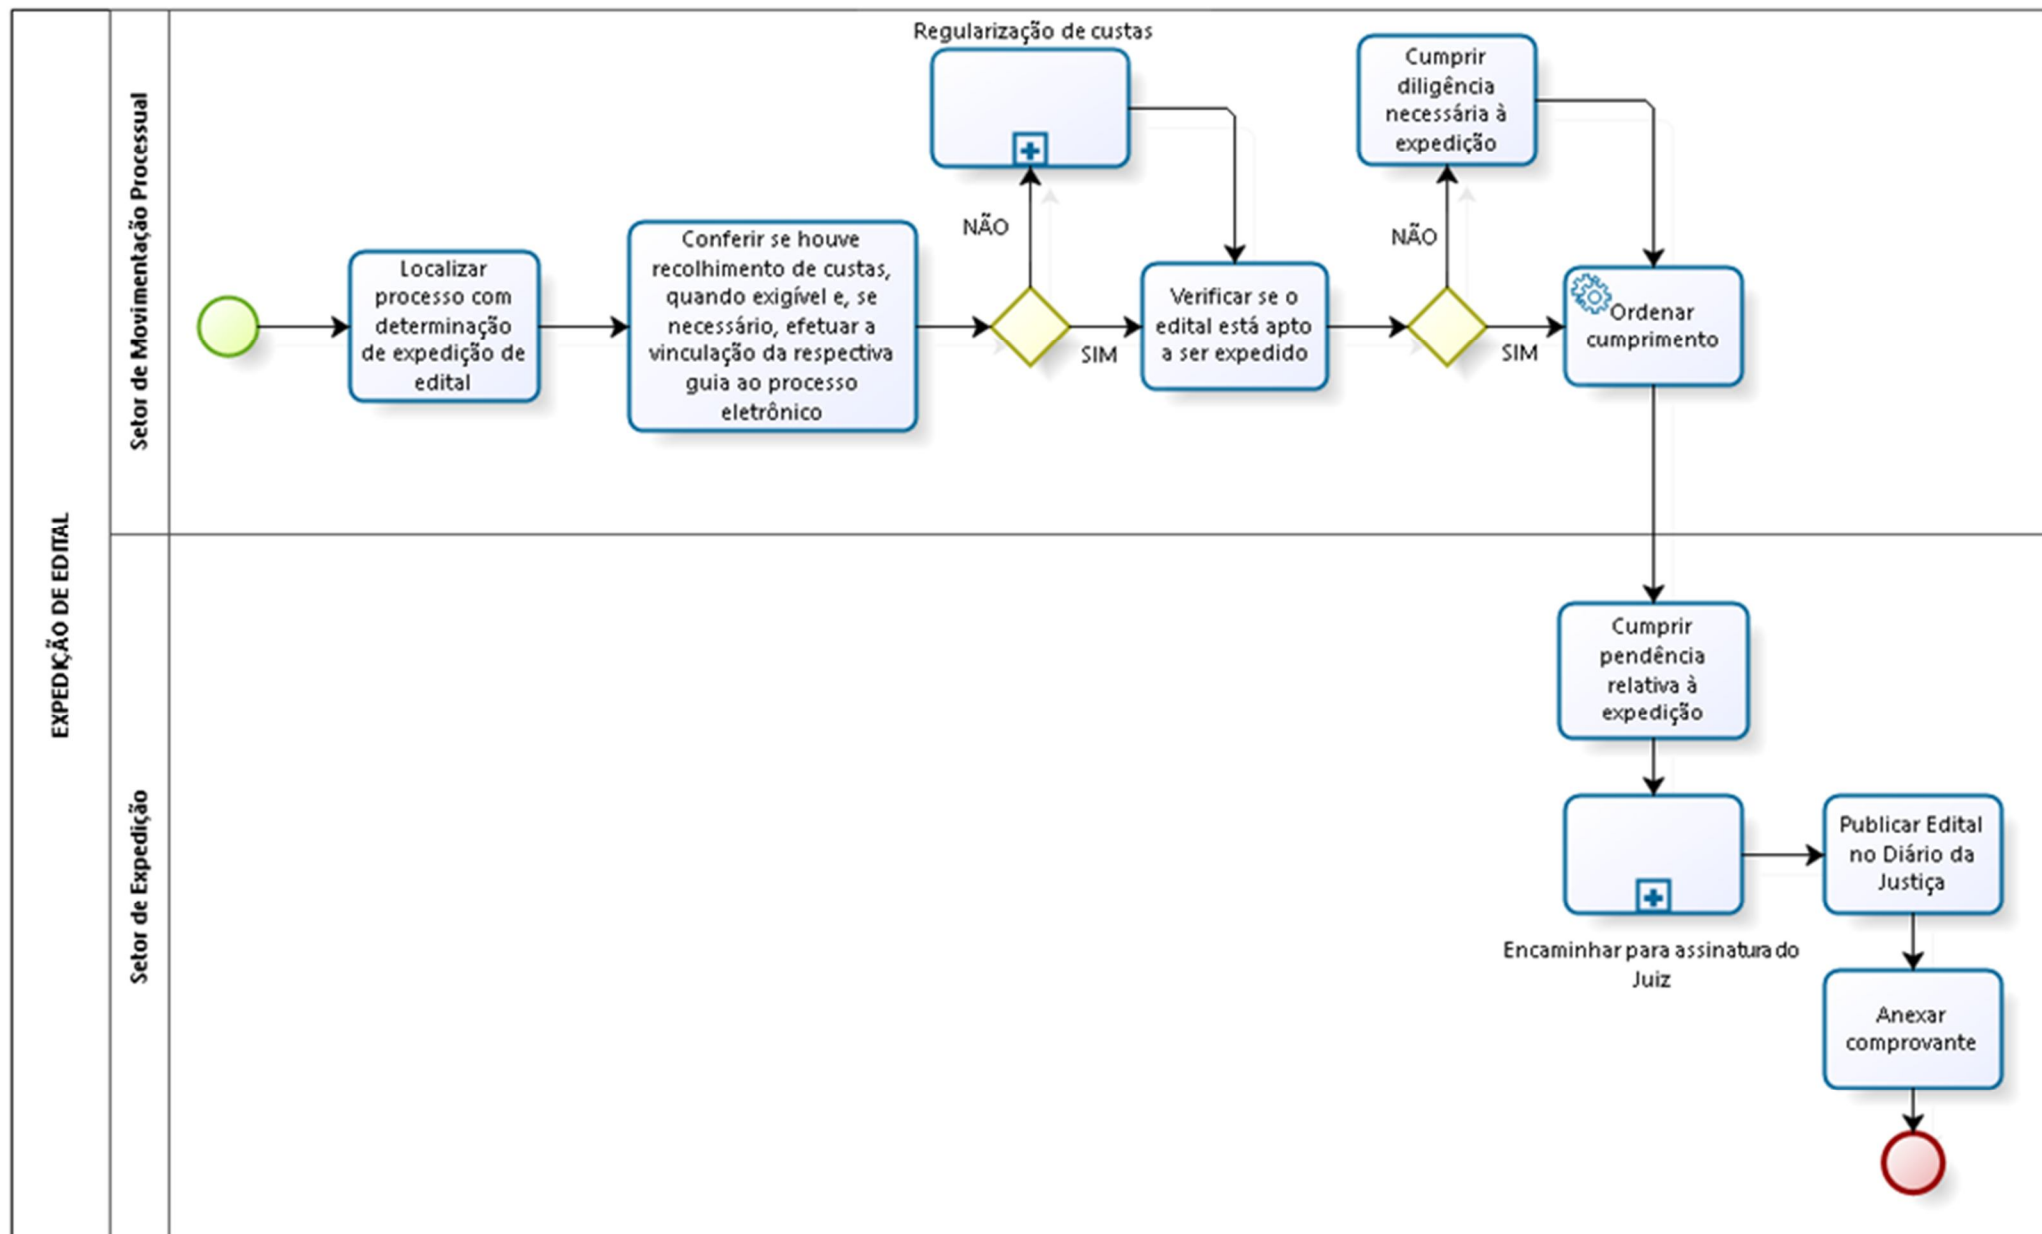 EXPEDIÇÃO DE EDITAL
Setor de Movimentação Processual
Localizar
processo com
determinação
de expedição de
edital
Conferir se houve
recolhimento de custas,
quando exigível e, se
necessário, efetuar a
vinculação da respectiva
guia ao processo
eletrônico
Regularização de custas
NÃO
SIM
Verificar se o
edital está apto
a ser expedido
Cumprir
diligência
necessária à
expedição
NÃO
SIM
Ordenar
cumprimento
Setor de Expedição
Cumprir
pendência
relativa à
expedição
Encaminhar para assinatura do
Juiz
Publicar Edital
no Diário da
Justiça
Anexar
comprovante